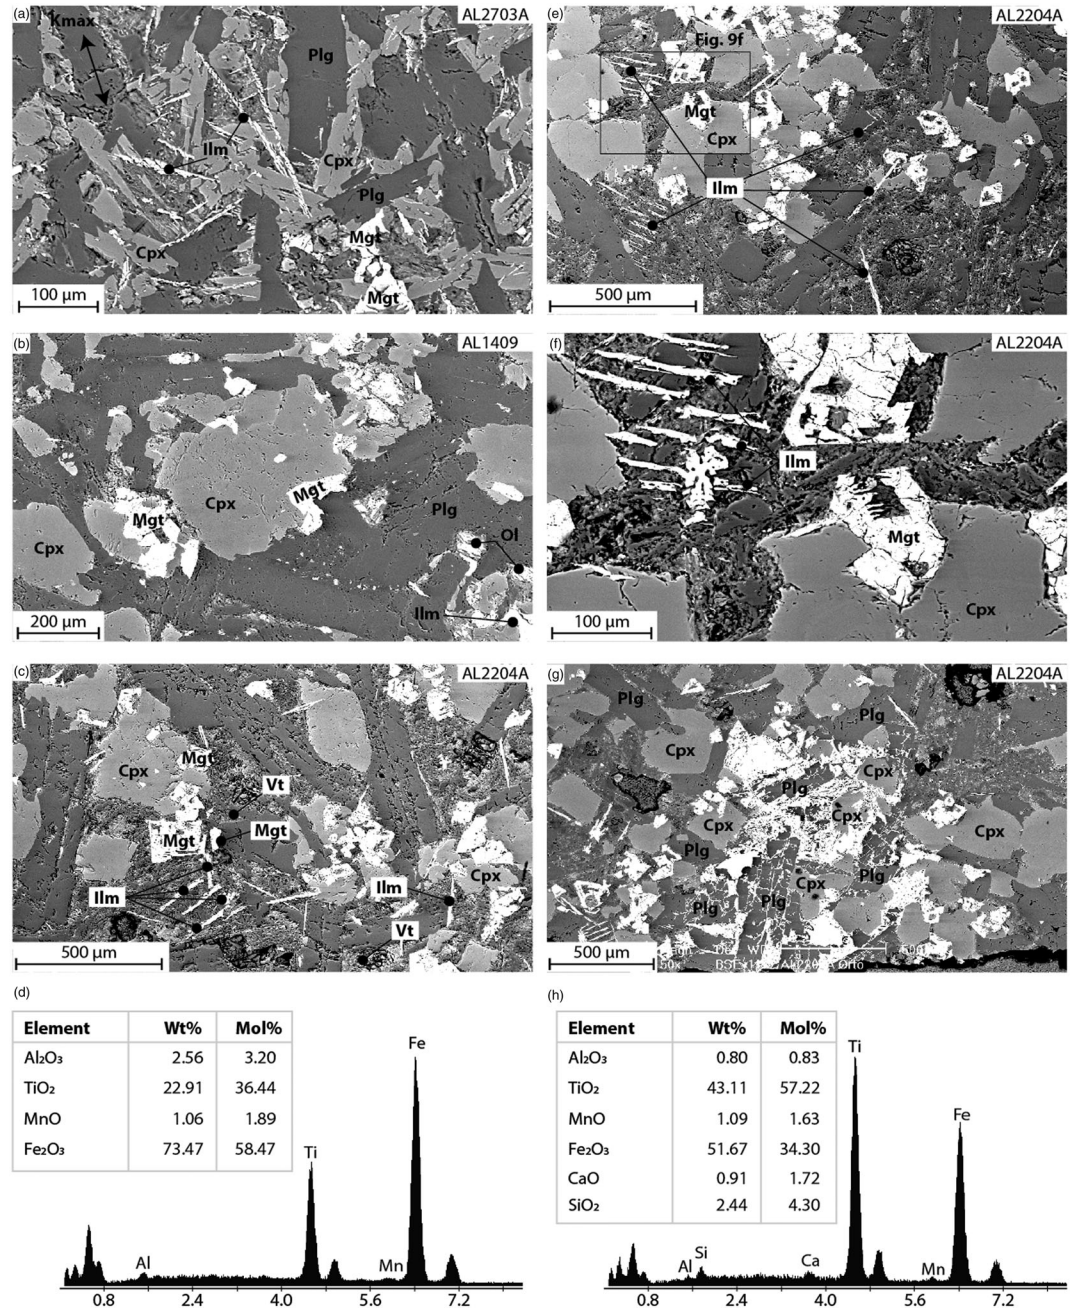 (a)
Kmax
AL2703A
Plg
Ilm
Cpx
Plg
Cpx
Mgt
Mgt
100 µm
(b)
AL1409
Cpx
Mgt
Mgt
Plg
Cpx
Ol
Ilm
200 µm
(c)
AL2204A
Mgt
Cpx
Vt
Mgt
Mgt
Ilm
Ilm
Cpx
Vt
500 µm
(d)
Element Wt% Mol%
Al₂O₃ 2.56 3.20
TiO₂ 22.91 36.44
MnO 1.06 1.89
Fe₂O₃ 73.47 58.47
Fe
Ti
Al
Mn
0.8 2.4 4.0 5.6 7.2
(e)
AL2204A
Fig. 9f
Mgt
Cpx
Ilm
500 µm
(f)
AL2204A
Ilm
Mgt
Cpx
100 µm
(g)
AL2204A
Plg
Plg
Cpx
Cpx
Plg
Cpx
Cpx
Cpx
Plg
Cpx
Plg
Plg
Plg
500 µm
50x
(h)
Element Wt% Mol%
Al₂O₃ 0.80 0.83
TiO₂ 43.11 57.22
MnO 1.09 1.63
Fe₂O₃ 51.67 34.30
CaO 0.91 1.72
SiO₂ 2.44 4.30
Ti
Fe
Al
Si
Ca
Mn
0.8 2.4 4.0 5.6 7.2